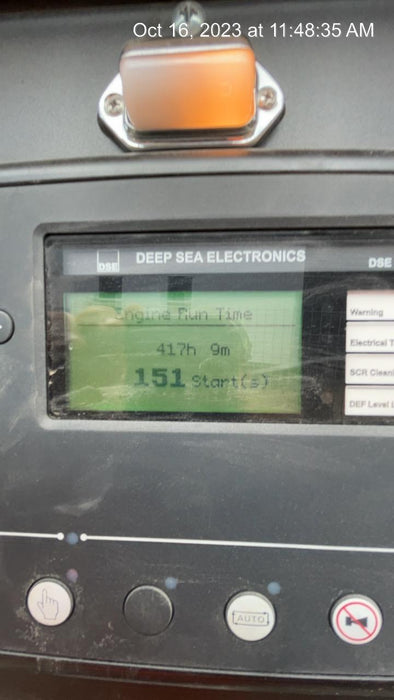 Oct 16, 2023 at 11:48:35 AM
DSE
DEEP SEA ELECTRONICS
DSE
Engine Run Time
417h 9m
151 Start(s)
Warning
Electrical
SCR
DEF Level
AUTO